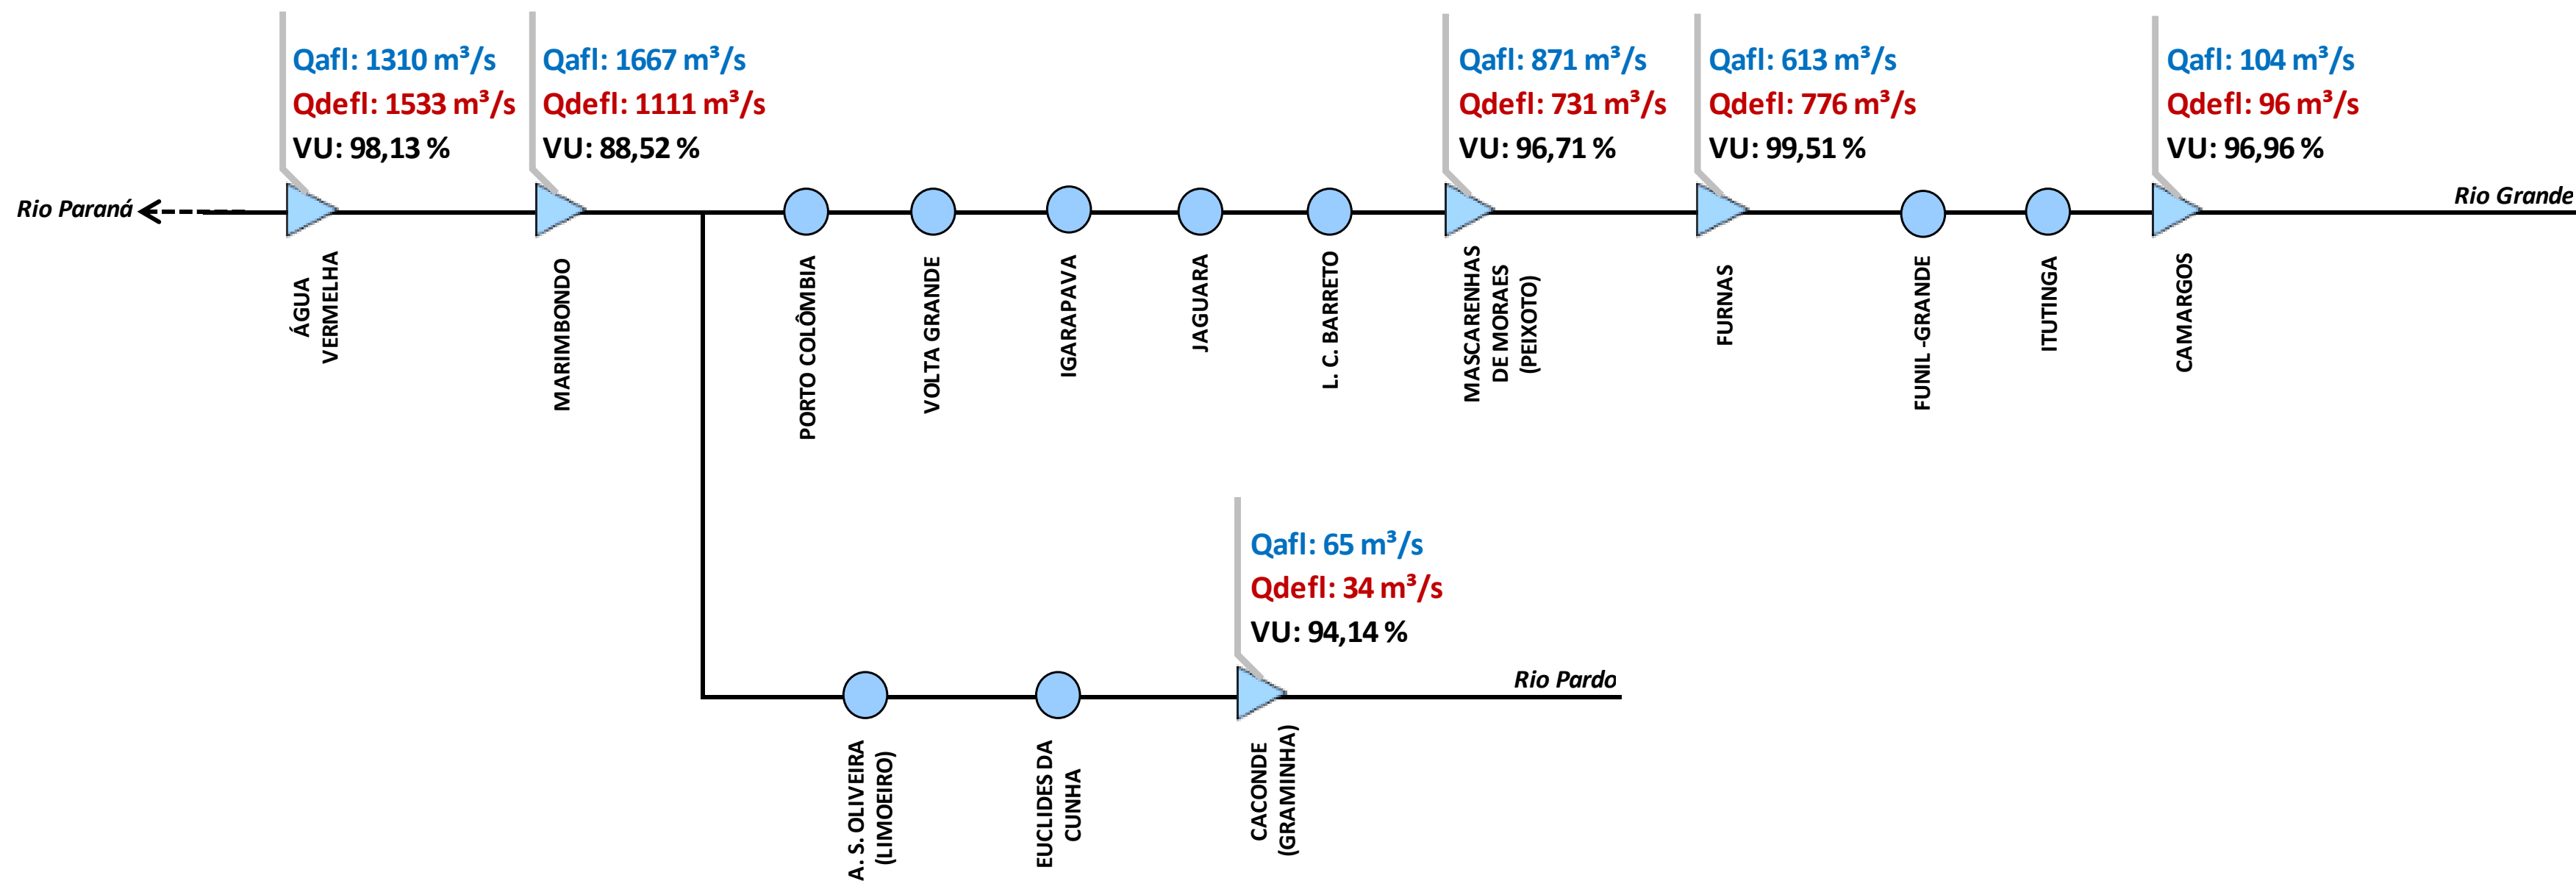 Qafl: 1310 m³/s
Qdefl: 1533 m³/s
VU: 98,13 %
Qafl: 1667 m³/s
Qdefl: 1111 m³/s
VU: 88,52 %
Qafl: 871 m³/s
Qdefl: 731 m³/s
VU: 96,71 %
Qafl: 613 m³/s
Qdefl: 776 m³/s
VU: 99,51 %
Qafl: 104 m³/s
Qdefl: 96 m³/s
VU: 96,96 %
Rio Paraná
Rio Grande
ÁGUA
VERMELHA
MARIMBONDO
PORTO COLÔMBIA
VOLTA GRANDE
IGARAPAVA
JAGUARA
L. C. BARRETO
MASCARENHAS
DE MORAES
(PEIXOTO)
FURNAS
FUNIL -GRANDE
ITUTINGA
CAMARGOS
Qafl: 65 m³/s
Qdefl: 34 m³/s
VU: 94,14 %
Rio Pardo
A. S. OLIVEIRA
(LIMOEIRO)
EUCLIDES DA
CUNHA
CACONDE
(GRAMINHA)